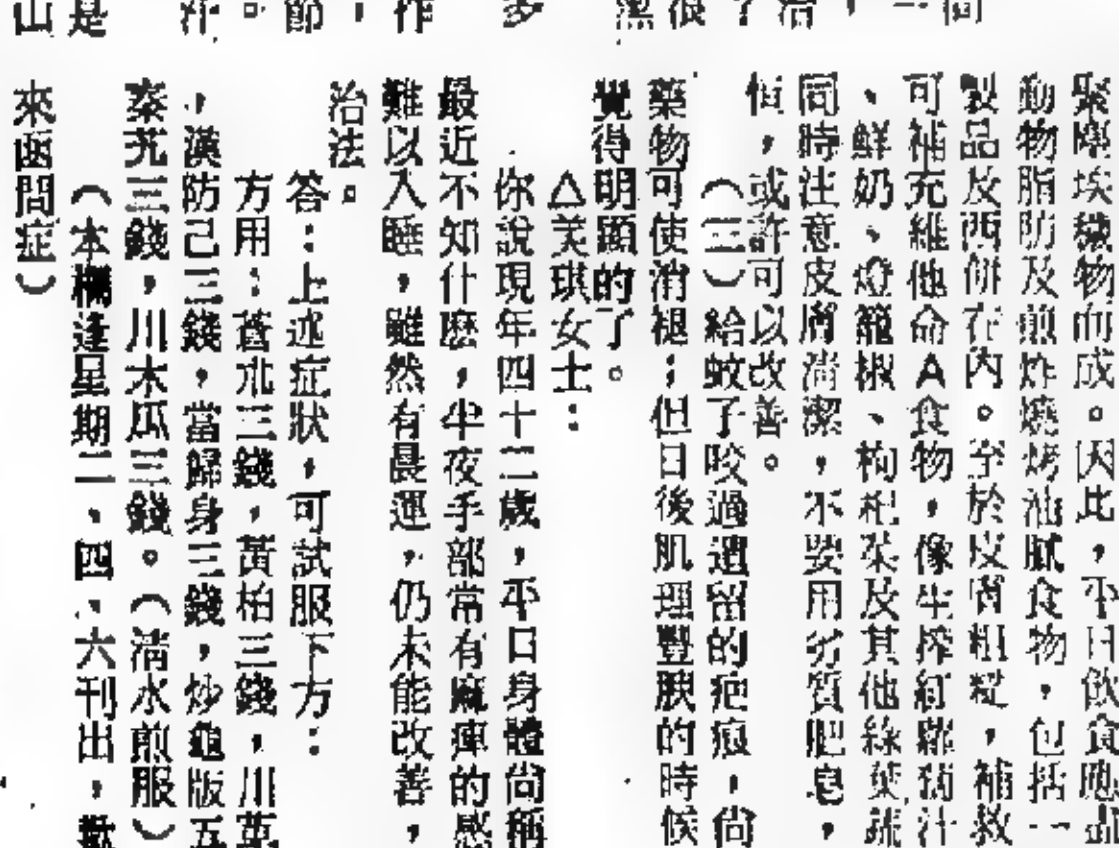 聚塵埃穢物而成。因此，平日飲食應
動物脂肪及煎炸燒烤油膩食物，包括一
製品及西餅在內。至於皮膚粗糙，補救
可補充維他命A食物，像生搾紅蘿蔔汁
、鮮奶、燈籠椒、枸杞菜及其他綠葉蔬
同時注意皮膚清潔，不要用劣質肥皂，
恒，或許可以改善。
（三）給蚊子咬過遺留的疤痕，尚
藥物可使消褪；但日後肌理豐腴的時候
覺得明顯的了。
△美琪女士：
你說現年四十二歲，平日身體尚稱
最近不知什麼，半夜手部常有麻痺的感
難以入睡，雖然有晨運，仍未能改善，
治法。
答：上述症狀，可試服下方：
方用：蒼朮三錢，黃柏三錢，川萆
，漢防己三錢，當歸身三錢，炒龜版五
秦艽三錢，川木瓜三錢。（清水煎服）
（本欄逢星期二、四、六刊出，歡
來函問症）